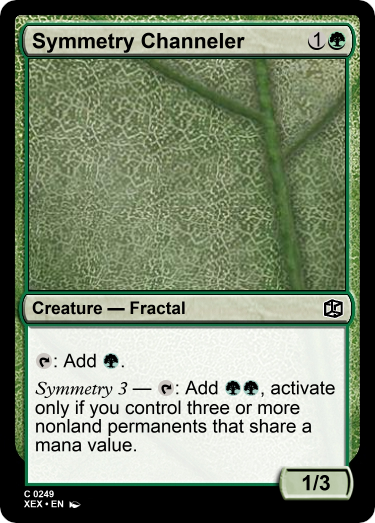 Symmetry Channeler 1
Creature — Fractal
: Add .
Symmetry 3 — : Add , activate
only if you control three or more
nonland permanents that share a
mana value.
1/3
C 0249
XEX • EN